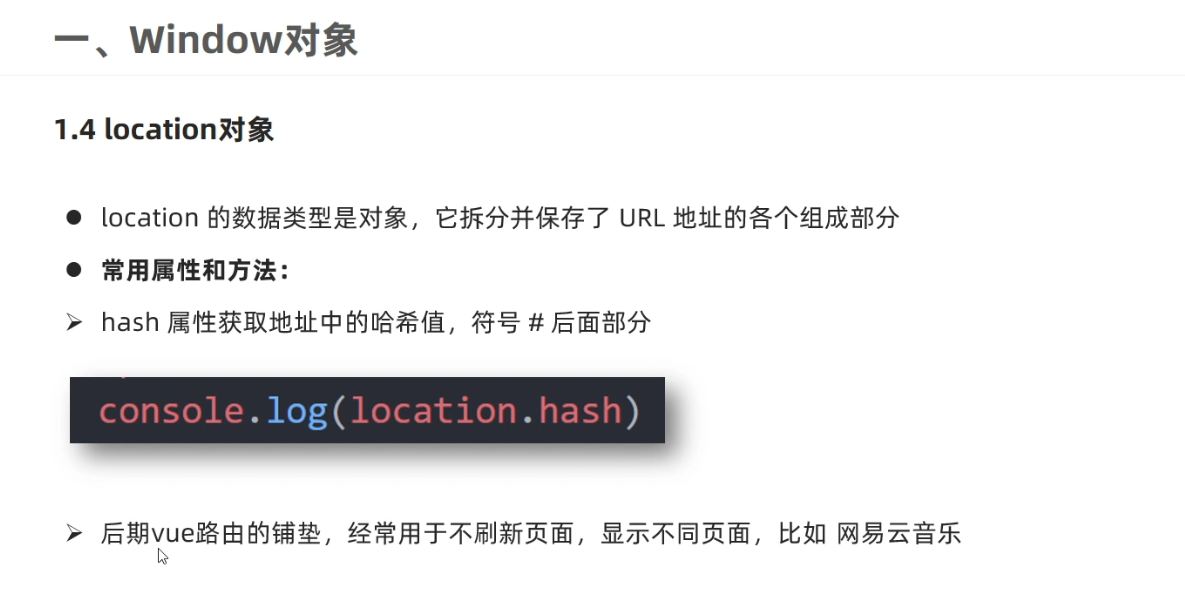 一、Window对象
1.4 location对象
● location 的数据类型是对象，它拆分并保存了 URL 地址的各个组成部分
● 常用属性和方法：
➢ hash 属性获取地址中的哈希值，符号 # 后面部分
console.log(location.hash)
➢ 后期vue路由的铺垫，经常用于不刷新页面，显示不同页面，比如 网易云音乐